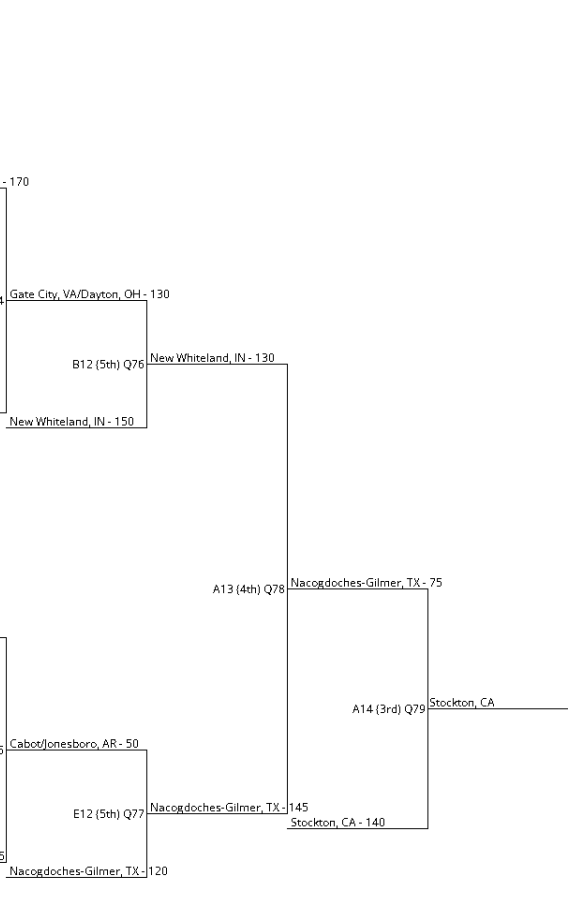 - 170
4
Gate City, VA/Dayton, OH - 130
B12 (5th) Q76
New Whiteland, IN - 130
New Whiteland, IN - 150
A13 (4th) Q78
Nacogdoches-Gilmer, TX - 75
A14 (3rd) Q79
Stockton, CA
Cabot/Jonesboro, AR - 50
E12 (5th) Q77
Nacogdoches-Gilmer, TX - 145
Stockton, CA - 140
5
Nacogdoches-Gilmer, TX - 120